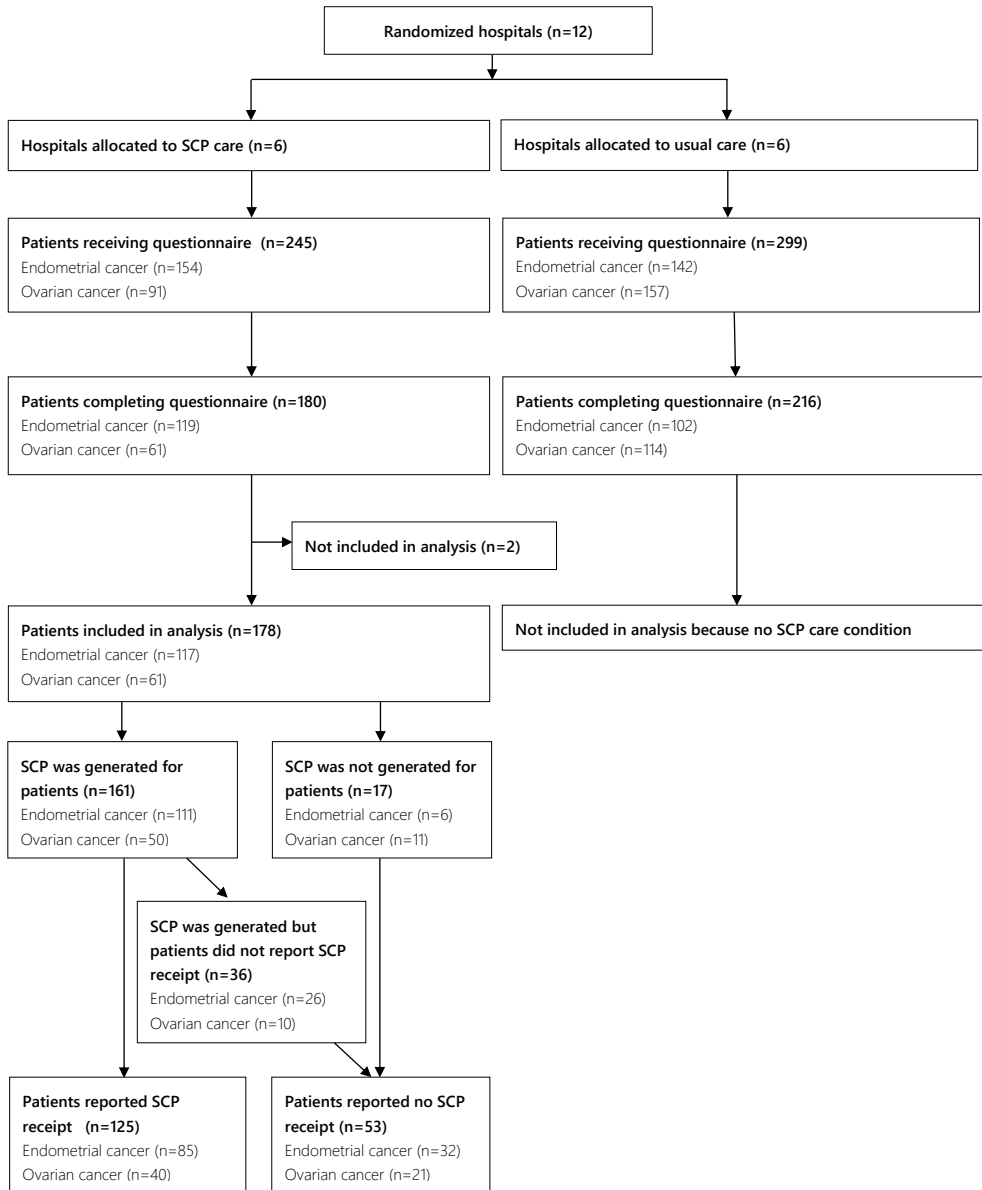 Randomized hospitals (n=12)
Hospitals allocated to SCP care (n=6)
Hospitals allocated to usual care (n=6)
Patients receiving questionnaire (n=245)
Endometrial cancer (n=154)
Ovarian cancer (n=91)
Patients receiving questionnaire (n=299)
Endometrial cancer (n=142)
Ovarian cancer (n=157)
Patients completing questionnaire (n=180)
Endometrial cancer (n=119)
Ovarian cancer (n=61)
Patients completing questionnaire (n=216)
Endometrial cancer (n=102)
Ovarian cancer (n=114)
Not included in analysis (n=2)
Patients included in analysis (n=178)
Endometrial cancer (n=117)
Ovarian cancer (n=61)
Not included in analysis because no SCP care condition
SCP was generated for
patients (n=161)
Endometrial cancer (n=111)
Ovarian cancer (n=50)
SCP was not generated for
patients (n=17)
Endometrial cancer (n=6)
Ovarian cancer (n=11)
SCP was generated but
patients did not report SCP
receipt (n=36)
Endometrial cancer (n=26)
Ovarian cancer (n=10)
Patients reported SCP
receipt (n=125)
Endometrial cancer (n=85)
Ovarian cancer (n=40)
Patients reported no SCP
receipt (n=53)
Endometrial cancer (n=32)
Ovarian cancer (n=21)